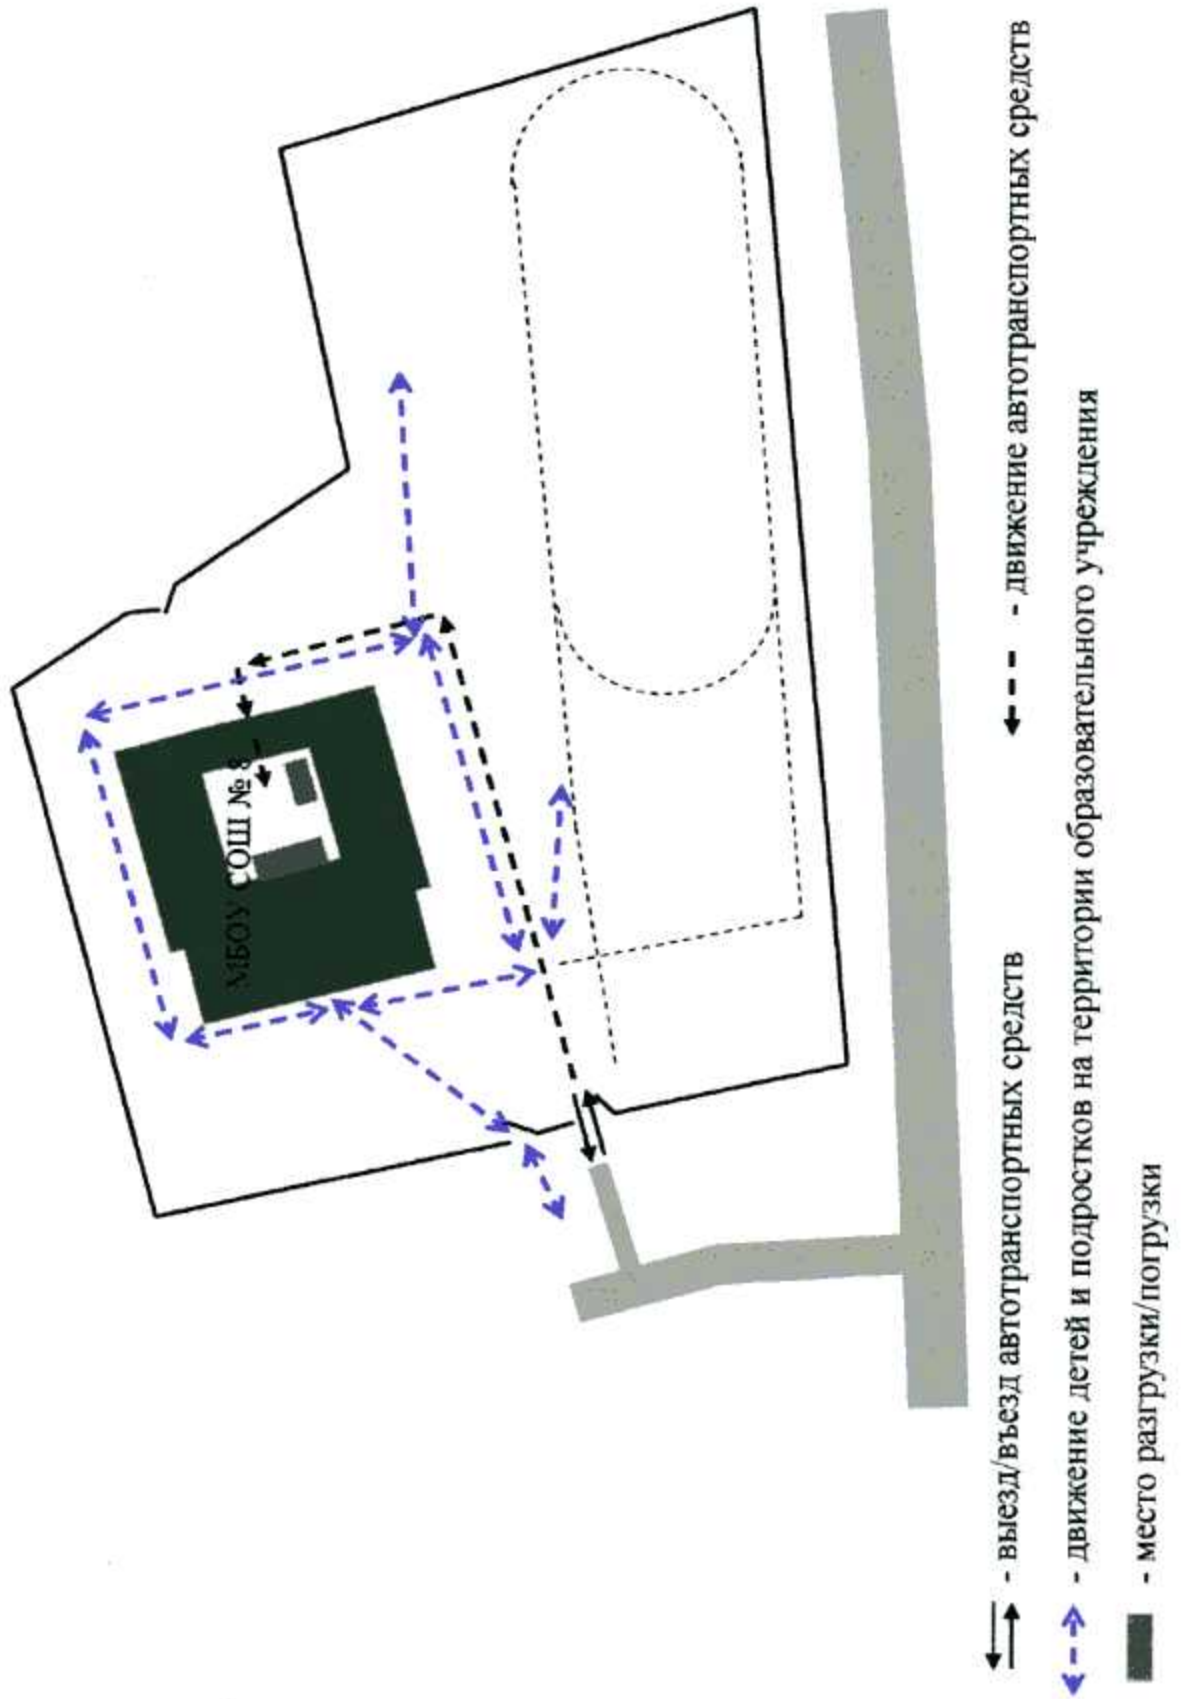 МБОУ СОШ № 8
- выезд/въезд автотранспортных средств
- движение автотранспортных средств
- движение детей и подростков на территории образовательного учреждения
- место разгрузки/погрузки